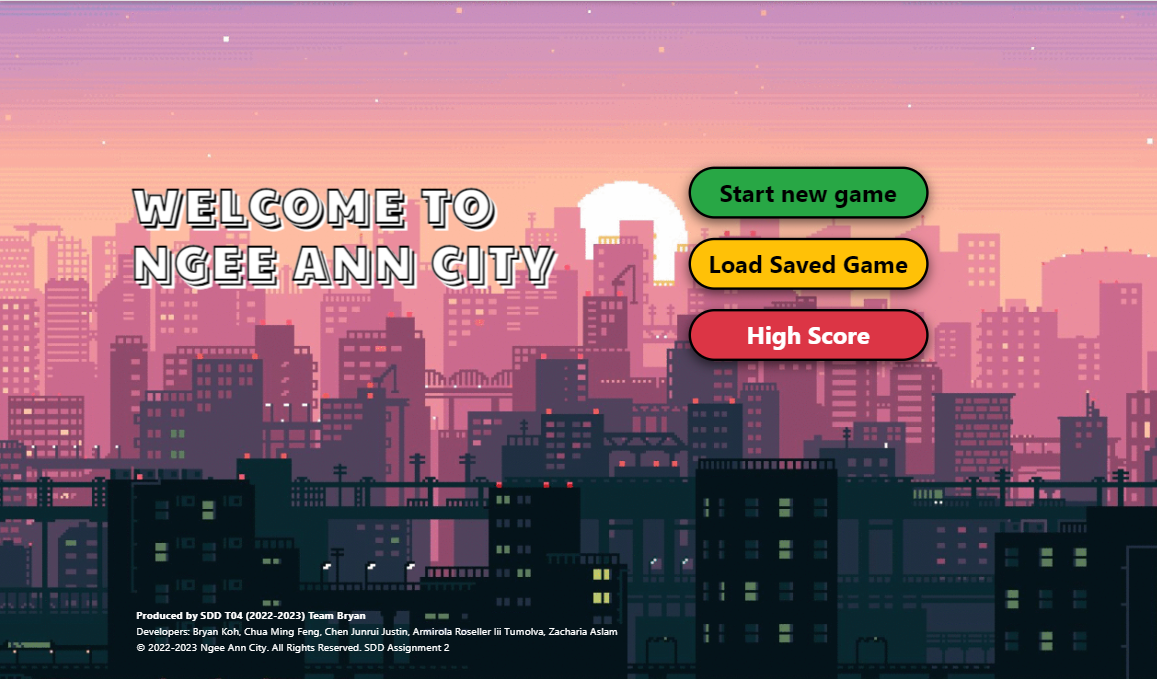 WELCOME TO
NGEE ANN CITY
Start new game
Load Saved Game
High Score
Produced by SDD T04 (2022-2023) Team Bryan
Developers: Bryan Koh, Chua Ming Feng, Chen Junrui Justin, Armirola Roseller Iii Tumolva, Zacharia Aslam
© 2022-2023 Ngee Ann City. All Rights Reserved. SDD Assignment 2